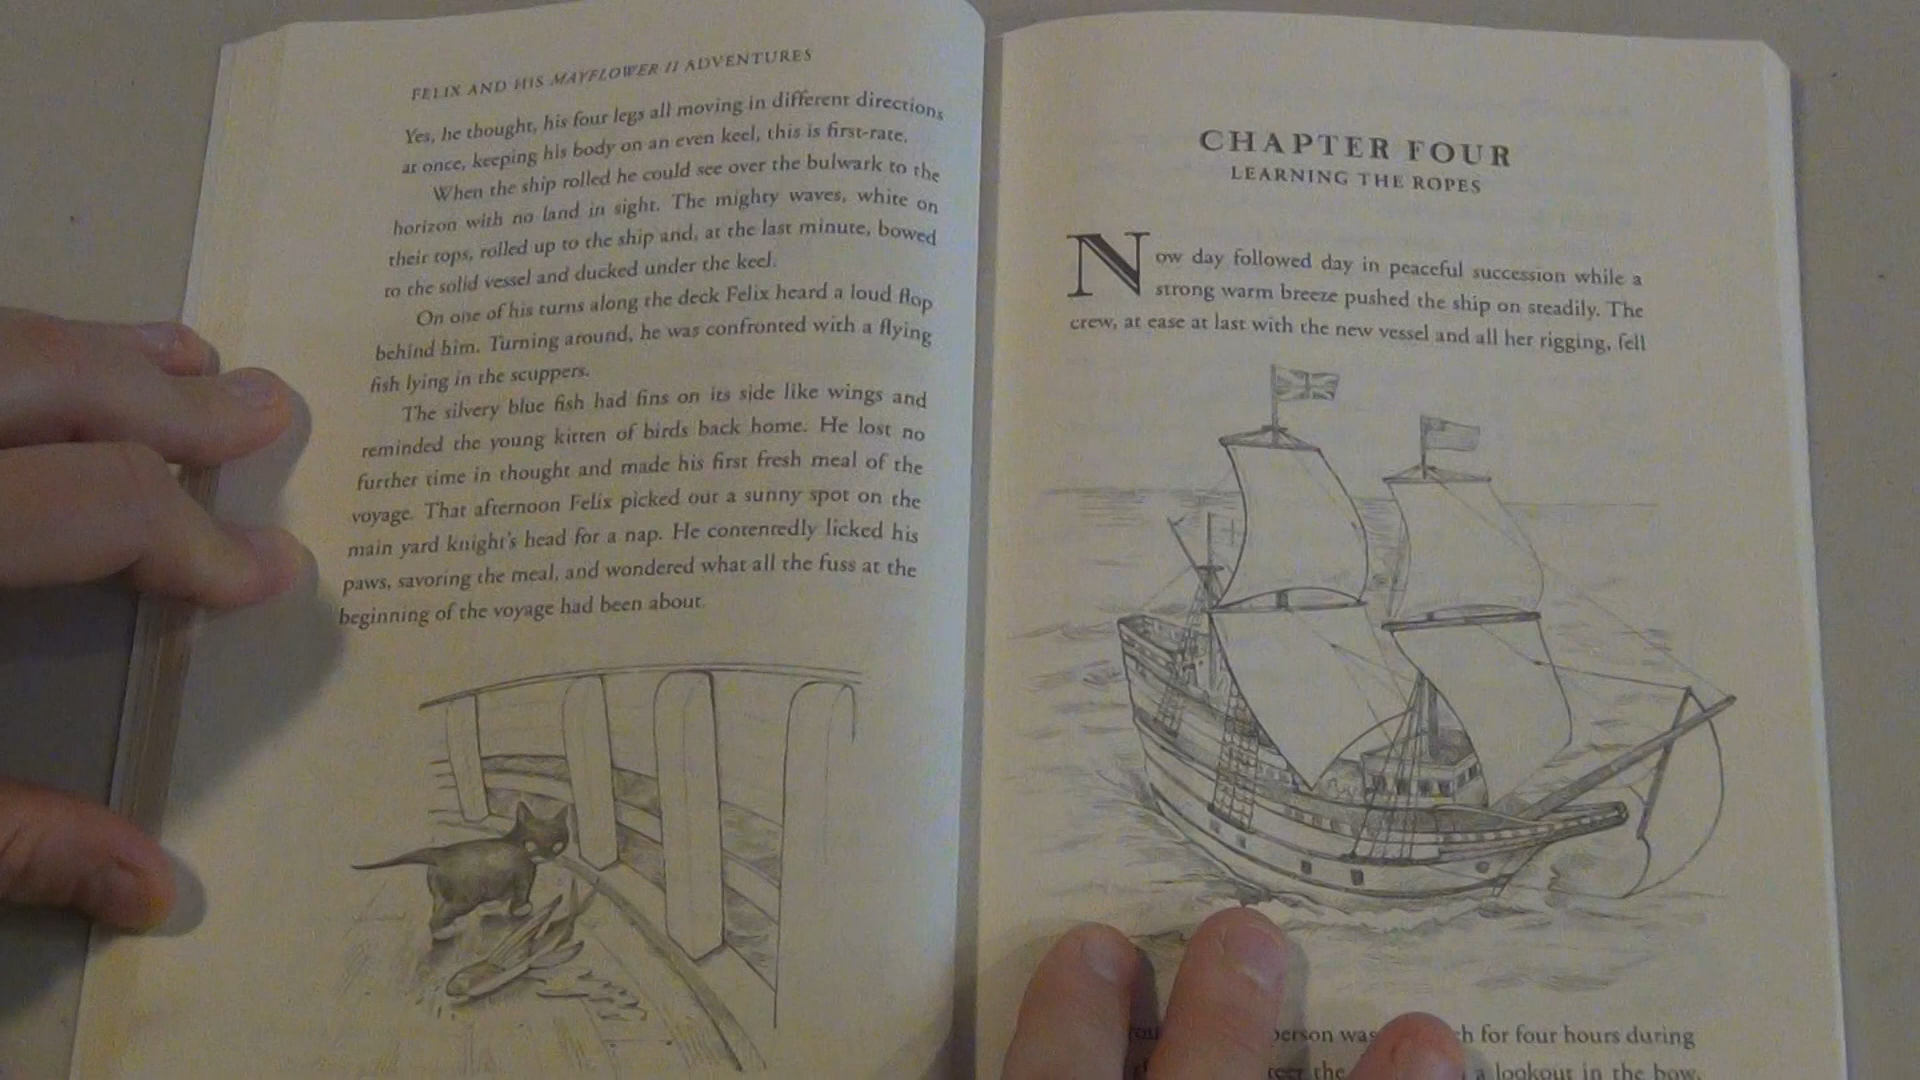 FELIX AND HIS MAYFLOWER II ADVENTURES
Yes, he thought, his four legs all moving in different directions
at once, keeping his body on an even keel, this is first-rate.
When the ship rolled he could see over the bulwark to the
horizon with no land in sight. The mighty waves, white on
their tops, rolled up to the ship and, at the last minute, bowed
to the solid vessel and ducked under the keel.
On one of his turns along the deck Felix heard a loud flop
behind him. Turning around, he was confronted with a flying
fish lying in the scuppers.
The silvery blue fish had fins on its side like wings and
reminded the young kitten of birds back home. He lost no
further time in thought and made his first fresh meal of the
voyage. That afternoon Felix picked out a sunny spot on the
main yard knight's head for a nap. He contentedly licked his
paws, savoring the meal, and wondered what all the fuss at the
beginning of the voyage had been about.
CHAPTER FOUR
LEARNING THE ROPES
Now day followed day in peaceful succession while a
strong warm breeze pushed the ship on steadily. The
crew, at ease at last with the new vessel and all her rigging, fell
person was for four hours during
the a lookout in the bow,